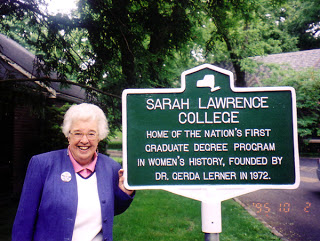 SARAH LAWRENCE
COLLEGE
HOME OF THE NATION'S FIRST
GRADUATE DEGREE PROGRAM
IN WOMEN'S HISTORY, FOUNDED BY
DR. GERDA LERNER IN 1972.
'95 10 2